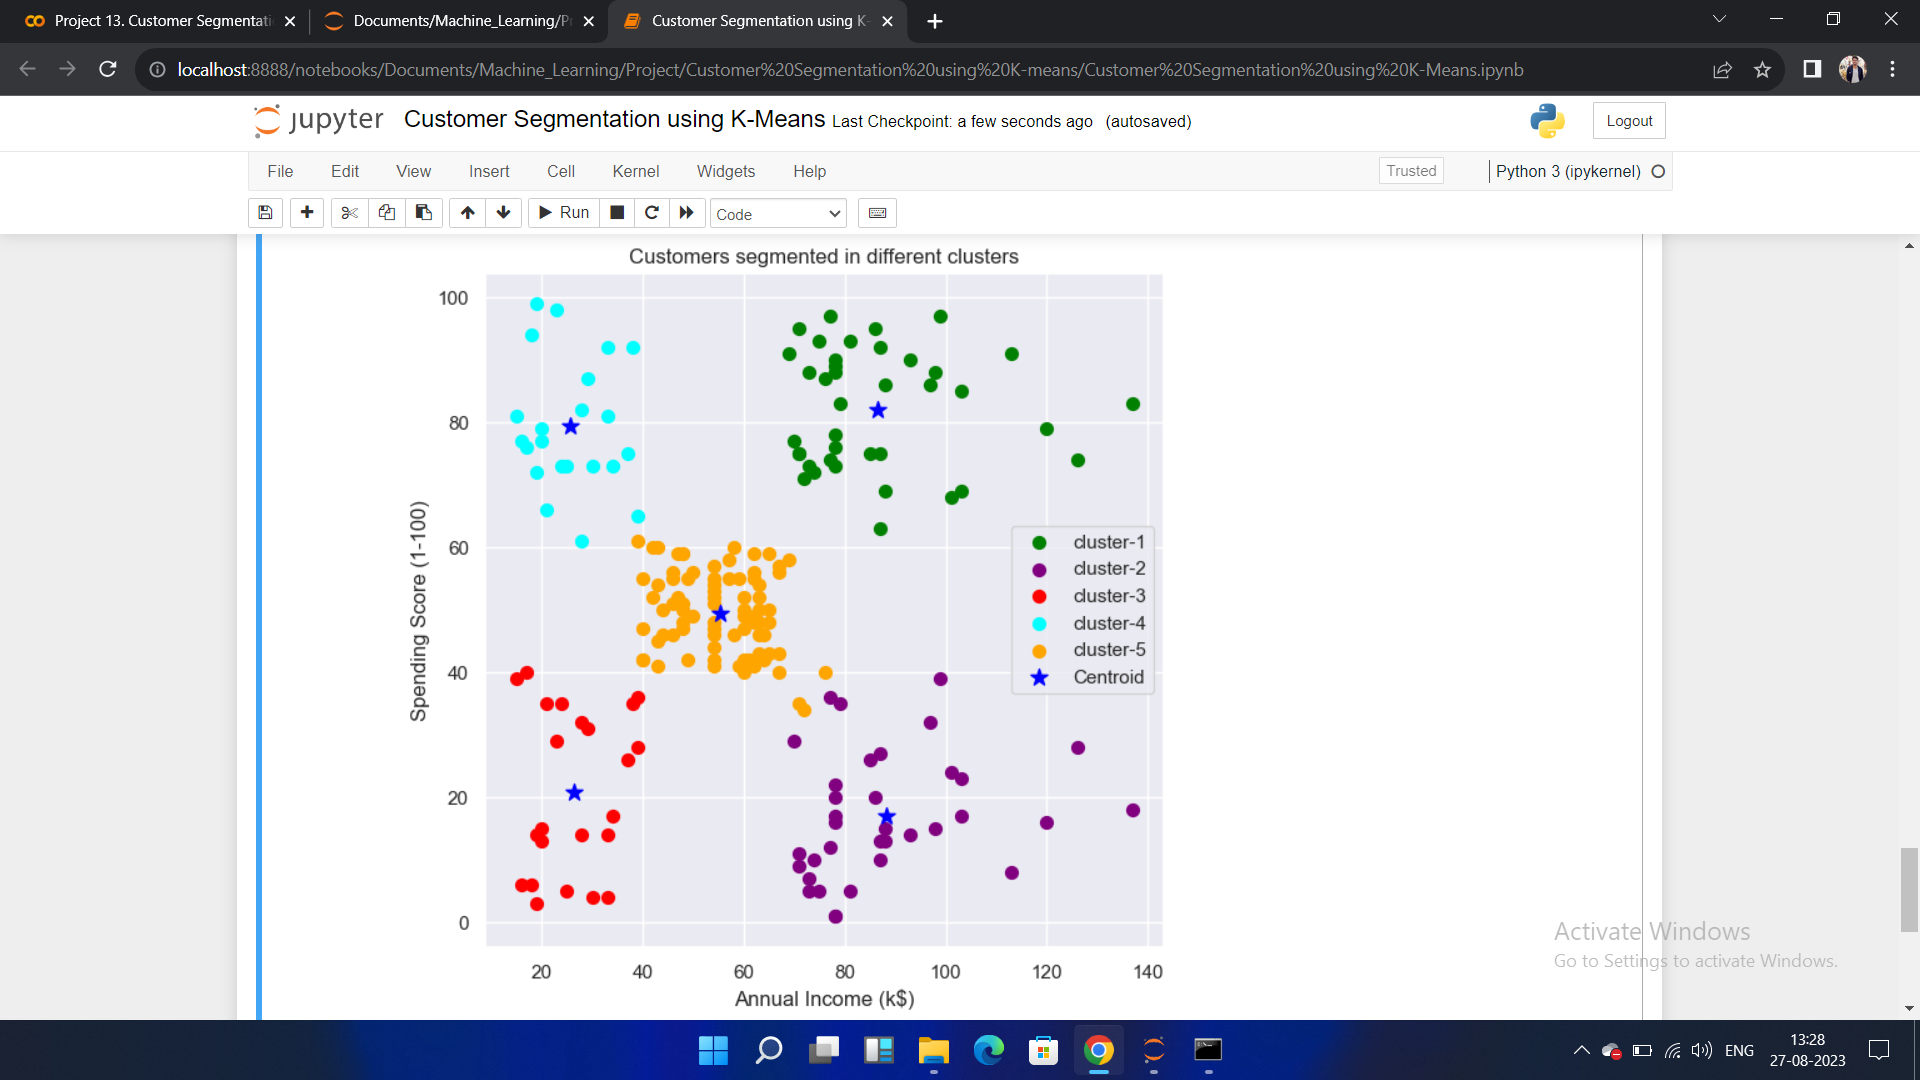 Project 13. Customer Segmentati
Documents/Machine_Learning/P
Customer Segmentation using K-
localhost:8888/notebooks/Documents/Machine_Learning/Project/Customer%20Segmentation%20using%20K-means/Customer%20Segmentation%20using%20K-Means.ipynb
jupyter Customer Segmentation using K-Means Last Checkpoint: a few seconds ago (autosaved)
Logout
File Edit View Insert Cell Kernel Widgets Help
Trusted
Python 3 (ipykernel)
Run
Code
Customers segmented in different clusters
100
80
60
40
20
0
Spending Score (1-100)
cluster-1
cluster-2
cluster-3
cluster-4
cluster-5
Centroid
20 40 60 80 100 120 140
Annual Income (k$)
Activate Windows
Go to Settings to activate Windows.
ENG
13:28
27-08-2023